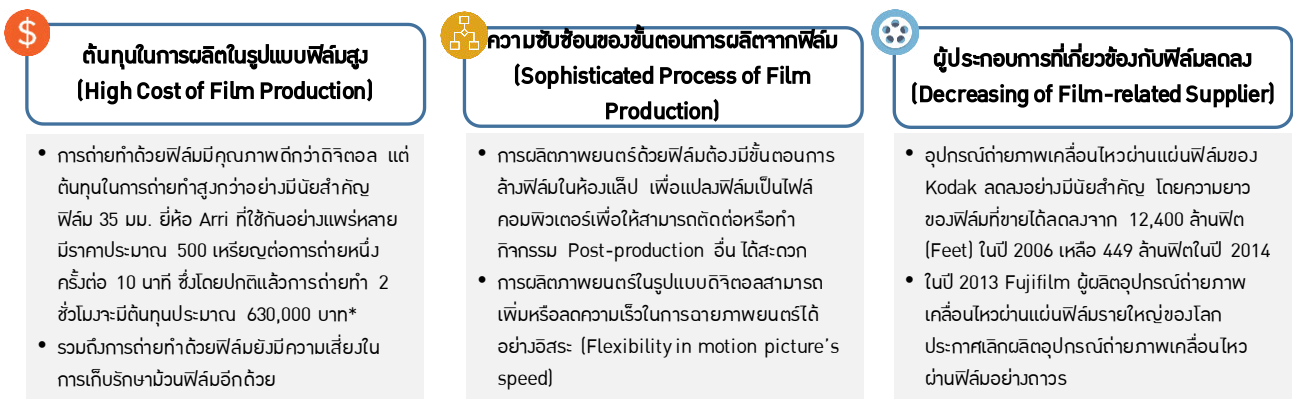 $
ต้นทุนในการผลิตในรูปแบบฟิล์มสูง
(High Cost of Film Production)
• การถ่ายทำด้วยฟิล์มมีคุณภาพดีกว่าดิจิตอล แต่
ต้นทุนในการถ่ายทำสูงกว่าอย่างมีนัยสำคัญ
ฟิล์ม 35 มม. ยี่ห้อ Arri ที่ใช้กันอย่างแพร่หลาย
มีราคาประมาณ 500 เหรียญต่อการถ่ายหนึ่ง
ครั้งต่อ 10 นาที ซึ่งโดยปกติแล้วการถ่ายทำ 2
ชั่วโมงจะมีต้นทุนประมาณ 630,000 บาท*
• รวมถึงการถ่ายทำด้วยฟิล์มยังมีความเสี่ยงใน
การเก็บรักษาม้วนฟิล์มอีกด้วย
ความซับซ้อนของขั้นตอนการผลิตจากฟิล์ม
(Sophisticated Process of Film
Production)
• การผลิตภาพยนตร์ด้วยฟิล์มต้องมีขั้นตอนการ
ล้างฟิล์มในห้องแล็ป เพื่อแปลงฟิล์มเป็นไฟล์
คอมพิวเตอร์เพื่อให้สามารถตัดต่อหรือทำ
กิจกรรม Post-production อื่น ได้สะดวก
• การผลิตภาพยนตร์ในรูปแบบดิจิตอลสามารถ
เพิ่มหรือลดความเร็วในการฉายภาพยนตร์ได้
อย่างอิสระ (Flexibility in motion picture's
speed)
ผู้ประกอบการที่เกี่ยวข้องกับฟิล์มลดลง
(Decreasing of Film-related Supplier)
• อุปกรณ์ถ่ายภาพเคลื่อนไหวผ่านแผ่นฟิล์มของ
Kodak ลดลงอย่างมีนัยสำคัญ โดยความยาว
ของฟิล์มที่ขายได้ลดลงจาก 12,400 ล้านฟิต
(Feet) ในปี 2006 เหลือ 449 ล้านฟิตในปี 2014
• ในปี 2013 Fujifilm ผู้ผลิตอุปกรณ์ถ่ายภาพ
เคลื่อนไหวผ่านแผ่นฟิล์มรายใหญ่ของโลก
ประกาศเลิกผลิตอุปกรณ์ถ่ายภาพเคลื่อนไหว
ผ่านฟิล์มอย่างถาวร